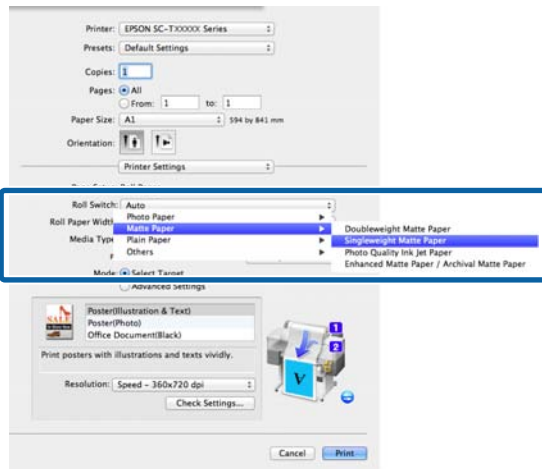 Printer: EPSON SC-TXXXXX Series
Presets: Default Settings
Copies: 1
Pages: All
From: 1 to: 1
Paper Size: A1 594 by 841 mm
Orientation:
Printer Settings
Roll Switch: Auto
Roll Paper Width
Photo Paper
Matte Paper
Doubleweight Matte Paper
Media Type
Plain Paper
Singleweight Matte Paper
Others
Photo Quality Ink Jet Paper
Enhanced Matte Paper / Archival Matte Paper
Mode: Select Target
Advanced Settings
SALE
Poster(Illustration & Text)
Poster(Photo)
Office Document(Black)
1
2
V
Print posters with illustrations and texts vividly.
Resolution: Speed - 360x720 dpi
Check Settings...
Cancel Print